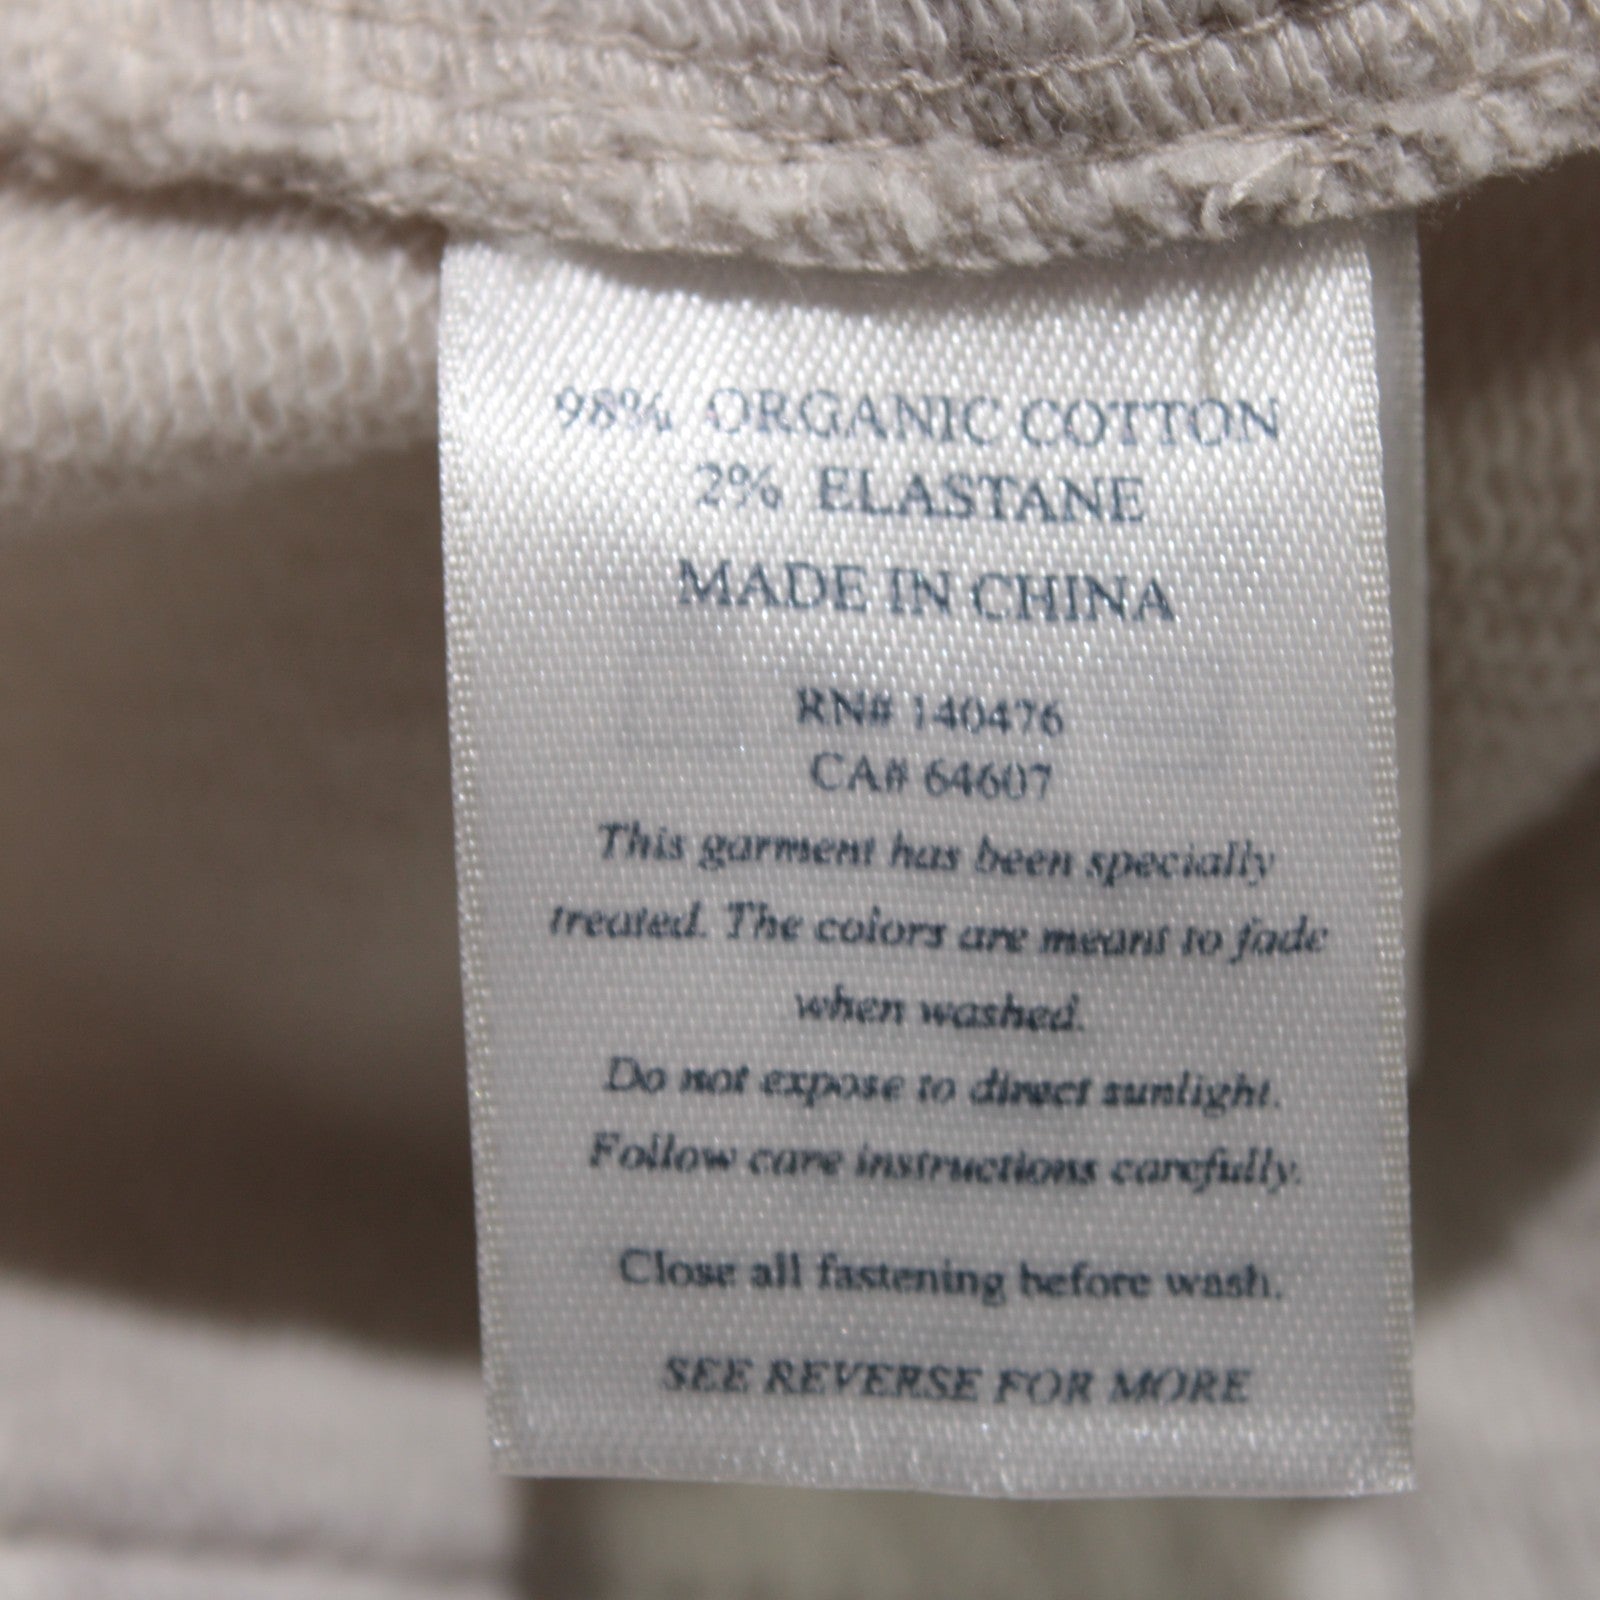 98% ORGANIC COTTON
2% ELASTANE
MADE IN CHINA
RN# 140476
CA# 64607
This garment has been specially
treated. The colors are meant to fade
when washed.
Do not expose to direct sunlight.
Follow care instructions carefully.
Close all fastening before wash.
SEE REVERSE FOR MORE